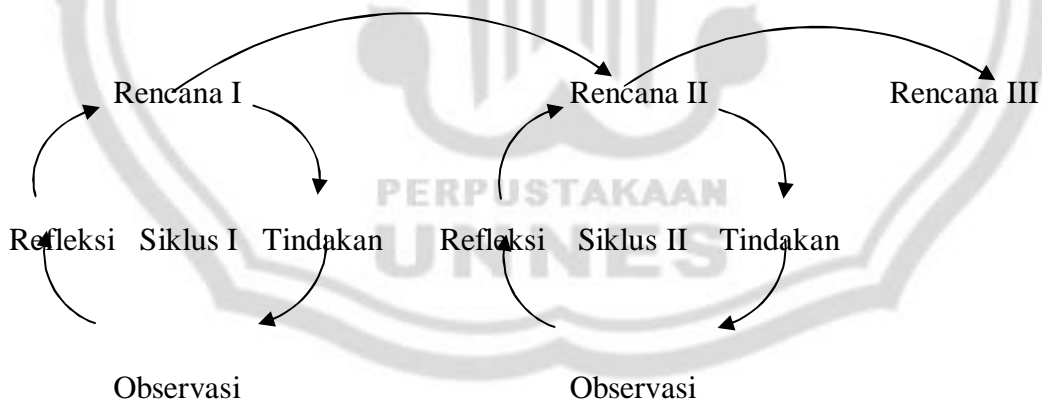 Rencana I Rencana II Rencana III
PERPUSTAKAAN
Refleksi Siklus I Tindakan Refleksi Siklus II Tindakan
UNNES
Observasi Observasi